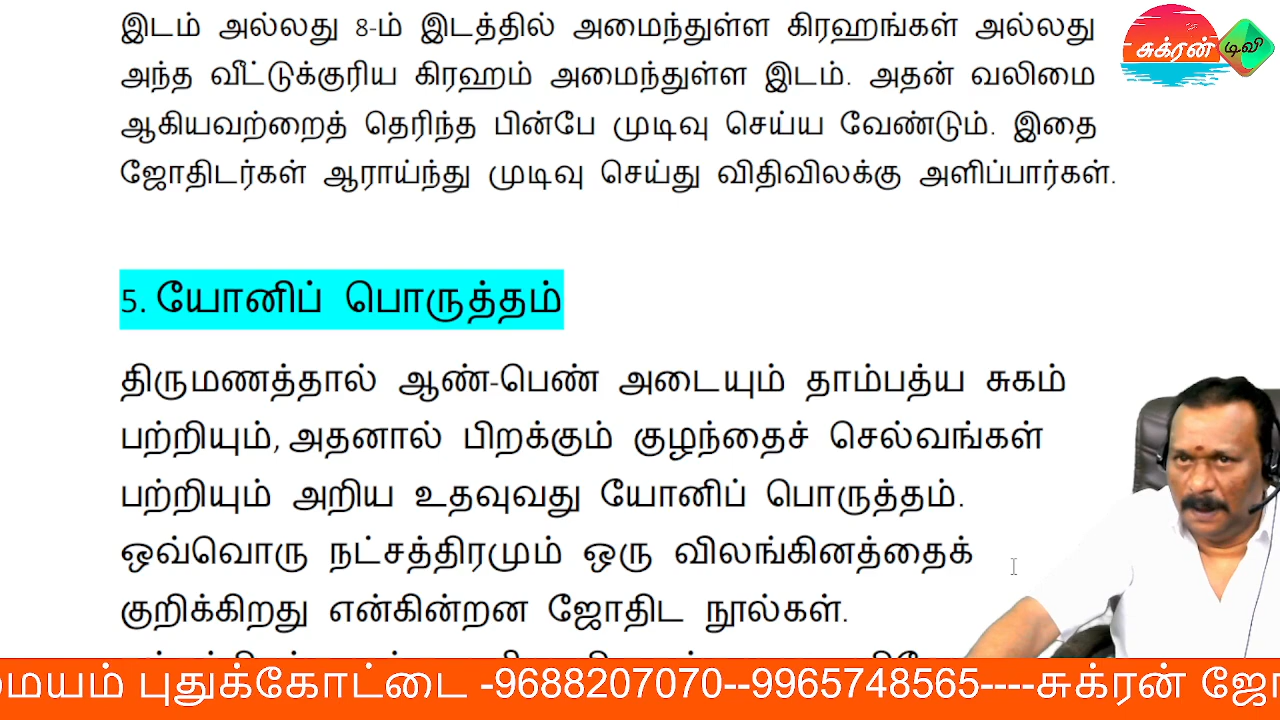 இடம் அல்லது 8-ம் இடத்தில் அமைந்துள்ள கிரஹங்கள் அல்லது
அந்த வீட்டுக்குரிய கிரஹம் அமைந்துள்ள இடம். அதன் வலிமை
ஆகியவற்றைத் தெரிந்த பின்பே முடிவு செய்ய வேண்டும். இதை
ஜோதிடர்கள் ஆராய்ந்து முடிவு செய்து விதிவிலக்கு அளிப்பார்கள்.
சுக்ரன் டிவி
5. யோனிப் பொருத்தம்
திருமணத்தால் ஆண்-பெண் அடையும் தாம்பத்ய சுகம்
பற்றியும், அதனால் பிறக்கும் குழந்தைச் செல்வங்கள்
பற்றியும் அறிய உதவுவது யோனிப் பொருத்தம்.
ஒவ்வொரு நட்சத்திரமும் ஒரு விலங்கினத்தைக்
குறிக்கிறது என்கின்றன ஜோதிட நூல்கள்.
மையம் புதுக்கோட்டை -9688207070--9965748565----சுக்ரன் ஜோ